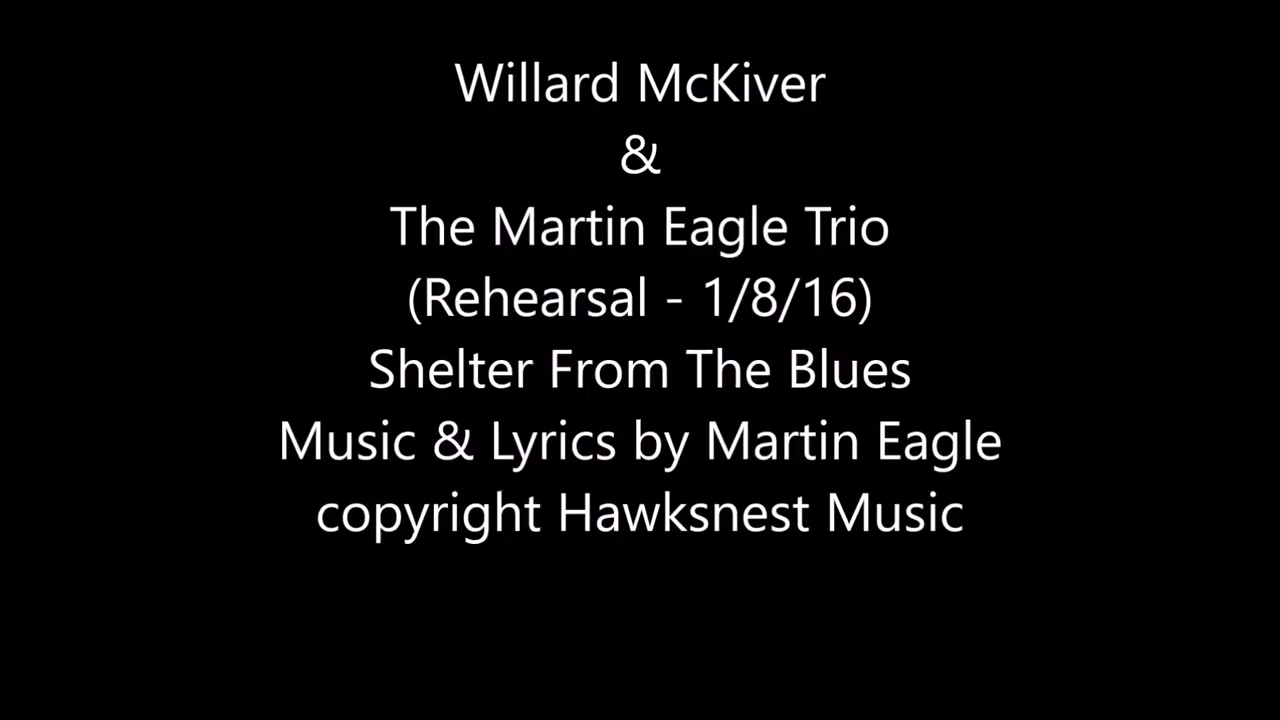 Willard McKiver
&
The Martin Eagle Trio
(Rehearsal - 1/8/16)
Shelter From The Blues
Music & Lyrics by Martin Eagle
copyright Hawksnest Music